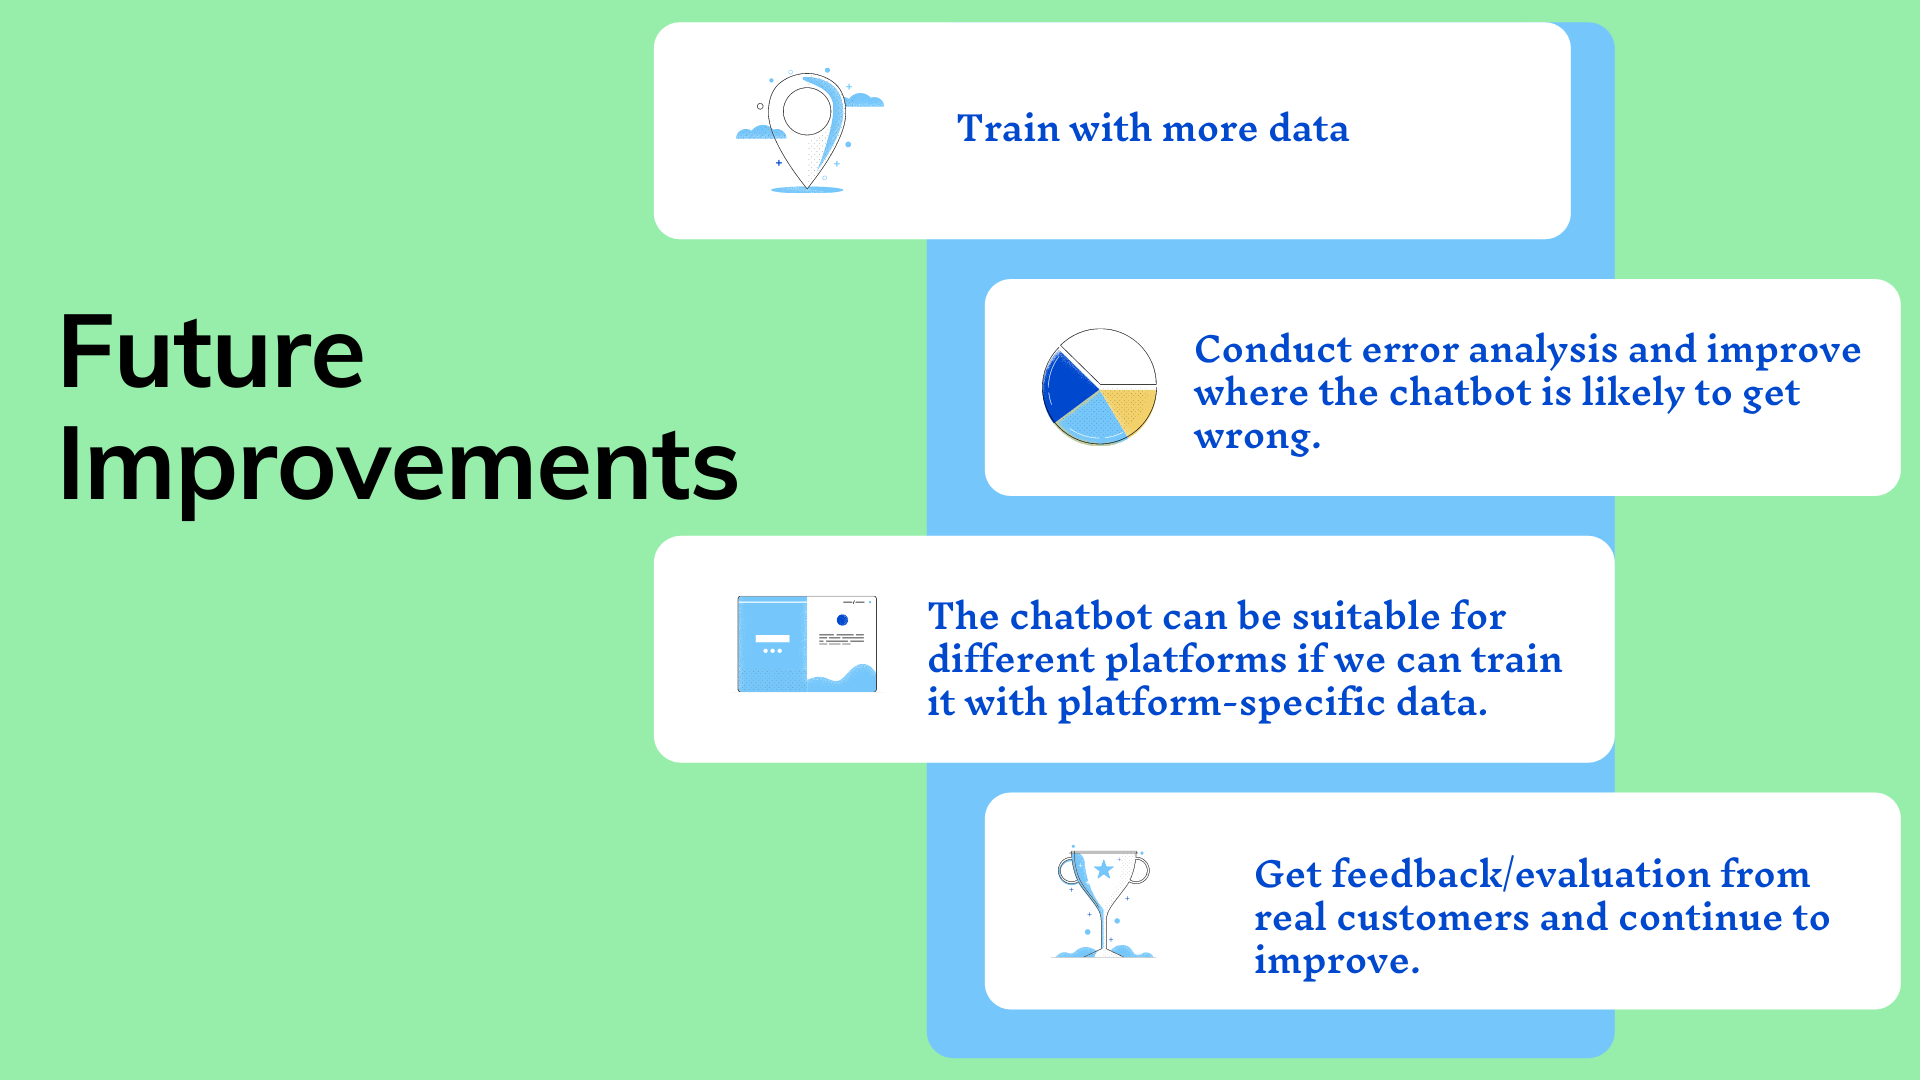 Future
Improvements
Train with more data
Conduct error analysis and improve
where the chatbot is likely to get
wrong.
The chatbot can be suitable for
different platforms if we can train
it with platform-specific data.
Get feedback/evaluation from
real customers and continue to
improve.